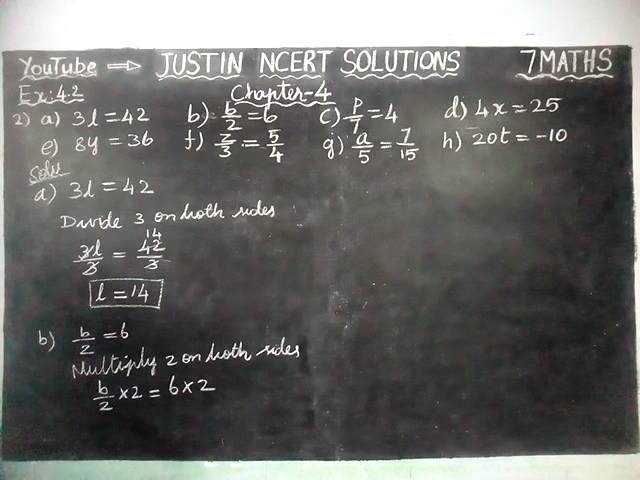 YouTube ⇒ JUSTIN NCERT SOLUTIONS 7MATHS
Ex:4.2 Chapter-4
2) a) 3l = 42 b) b/2 = 6 c) P/7 = 4 d) 4x = 25
e) 8y = 36 f) z/3 = 5/4 g) a/5 = 7/15 h) 20t = -10
Solu
a) 3l = 42
Divide 3 on both sides
14
3l/3 = 42/3
l = 14
b) b/2 = 6
Multiply 2 on both sides
b/2 × 2 = 6 × 2